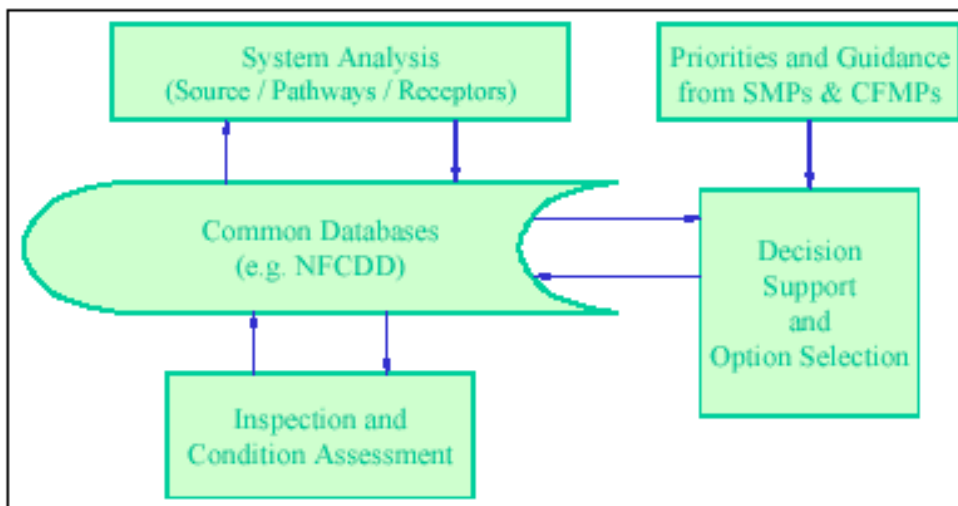 System Analysis
(Source / Pathways / Receptors)
Priorities and Guidance
from SMPs & CFMPs
Common Databases
(e.g. NFCDD)
Decision
Support
and
Option Selection
Inspection and
Condition Assessment